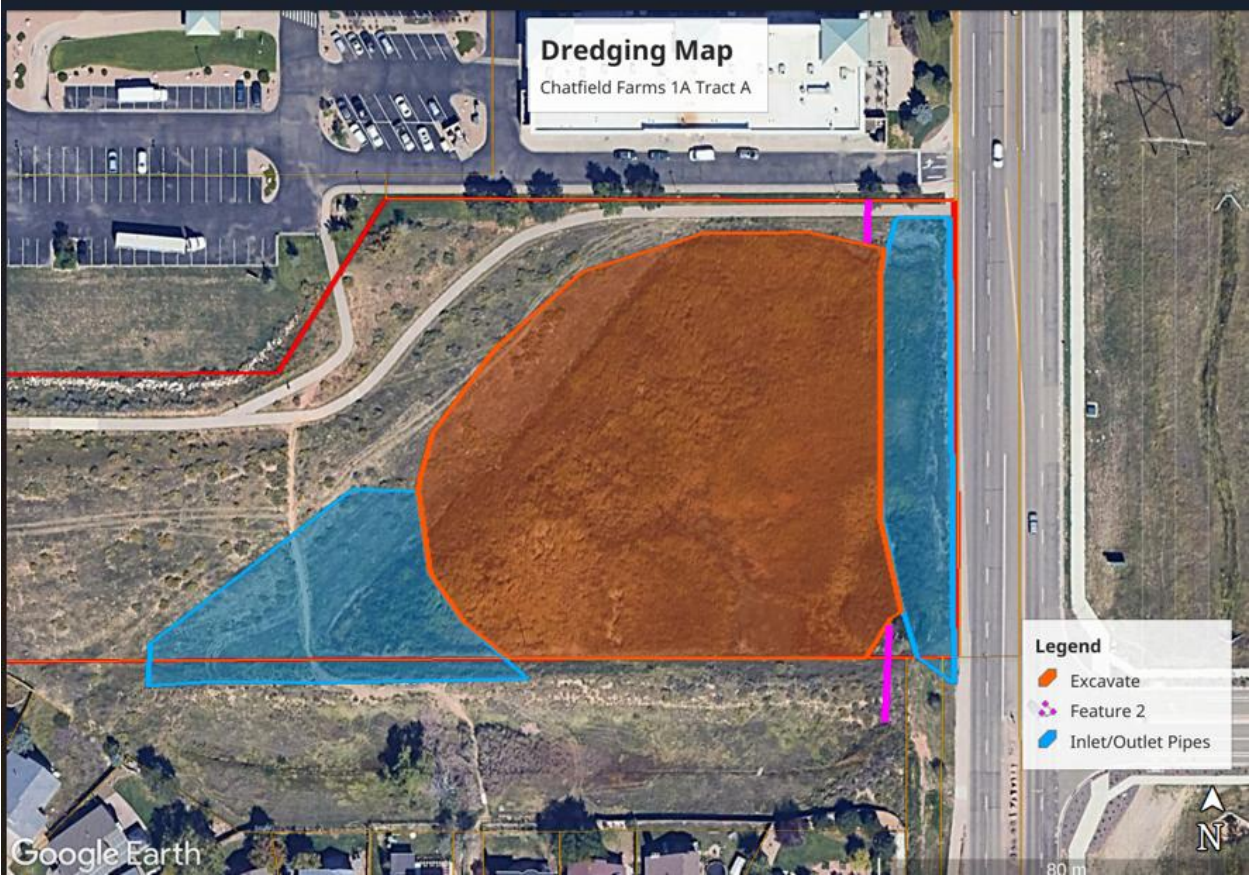 Dredging Map
Chatfield Farms 1A Tract A
Legend
Excavate
Feature 2
Inlet/Outlet Pipes
N
Google Earth
80 m